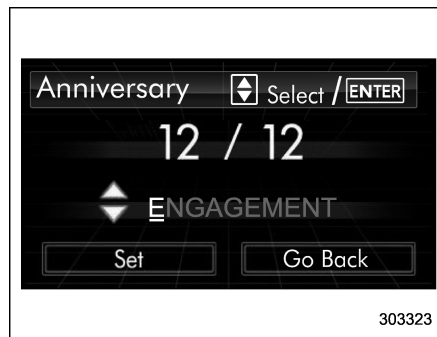 Anniversary Select / ENTER
12 / 12
ENGAGEMENT
Set Go Back
303323